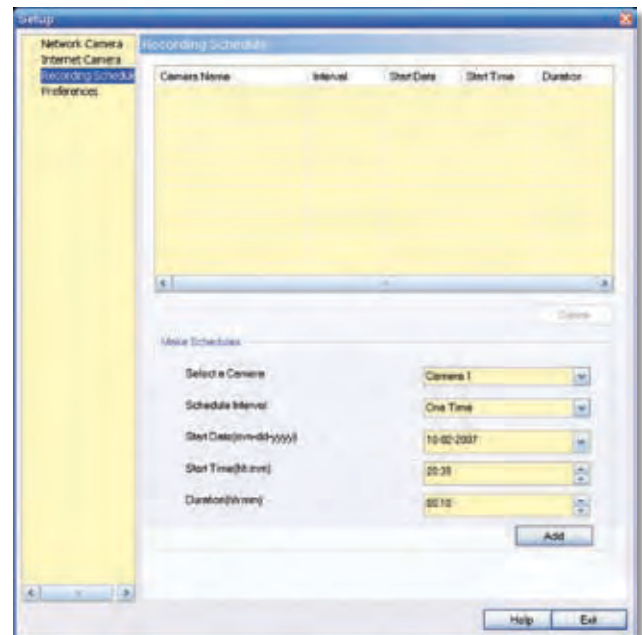 Setup
Network Camera
Internet Camera
Recording Schedule
Preferences
Recording Schedule
Camera Name Interval Start Date Start Time Duration
Delete
Make Schedules
Select a Camera Camera 1
Schedule Interval One Time
Start Date(mm-dd-yyyy) 10-02-2007
Start Time(hh:mm) 20:35
Duration(hh:mm) 00:10
Add
Help Exit